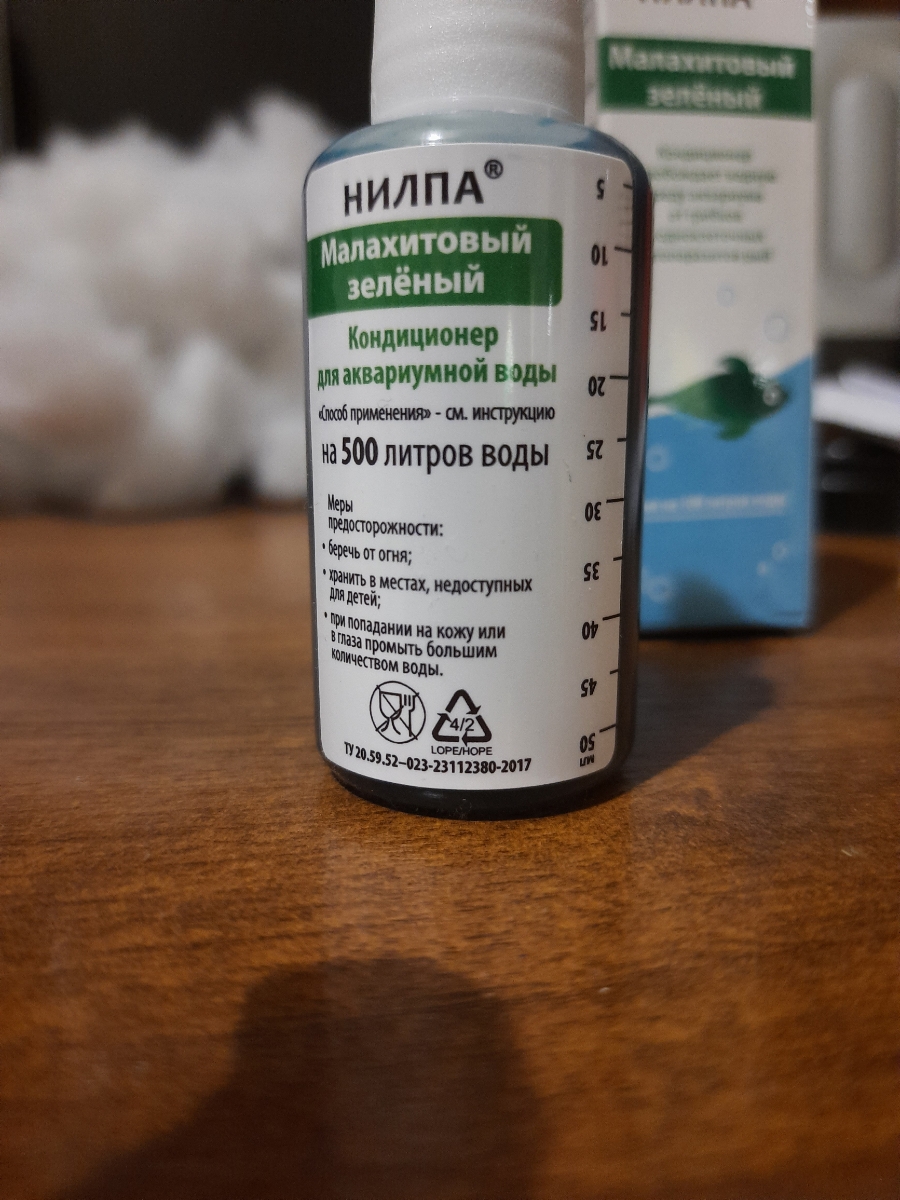 НИЛПА®
Малахитовый
зелёный
Кондиционер
для аквариумной воды
«Способ применения» - см. инструкцию
на 500 литров воды
Меры
предосторожности:
• беречь от огня;
• хранить в местах, недоступных
для детей;
• при попадании на кожу или
в глаза промыть большим
количеством воды.
4/2
LDPE/HDPE
ТУ 20.59.52–023-23112380-2017
5
10
15
20
25
30
35
40
45
50
мл
НИЛПА
Малахитовый
зелёный
Кондиционер